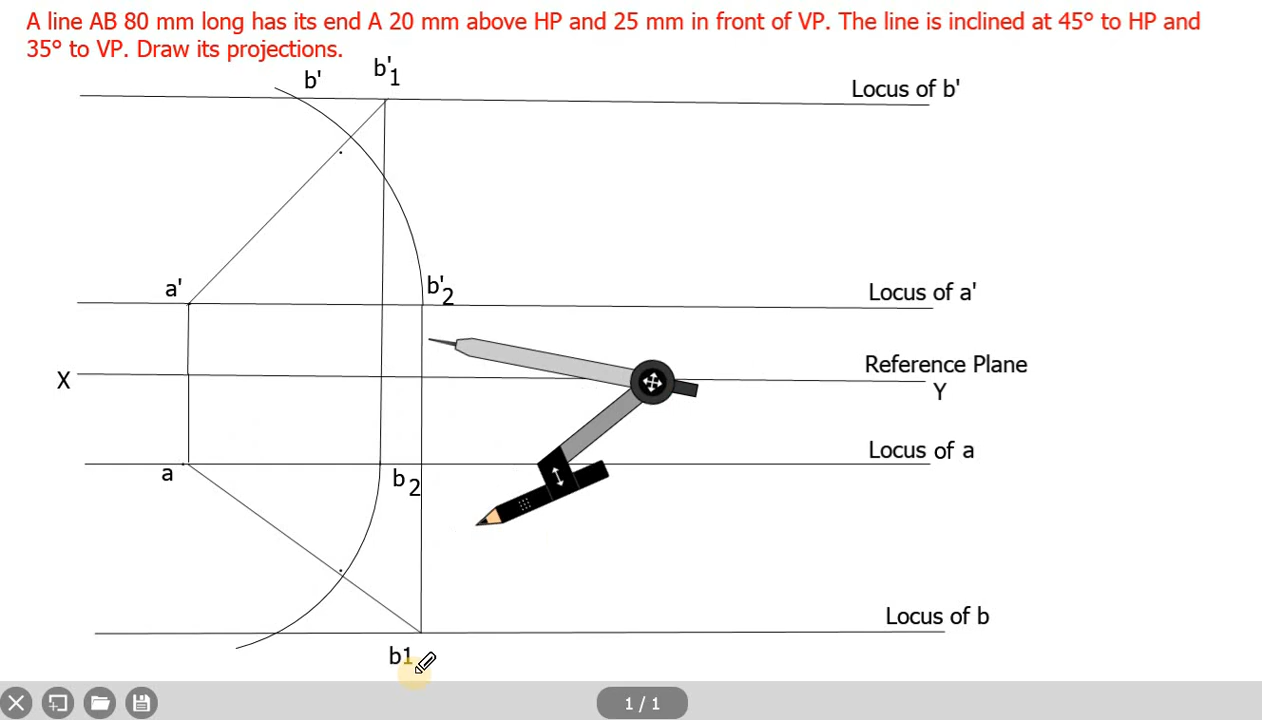 A line AB 80 mm long has its end A 20 mm above HP and 25 mm in front of VP. The line is inclined at 45° to HP and
35° to VP. Draw its projections.
b' b'1
Locus of b'
a' b'2
Locus of a'
Reference Plane
X Y
Locus of a
a b2
Locus of b
b1
1 / 1